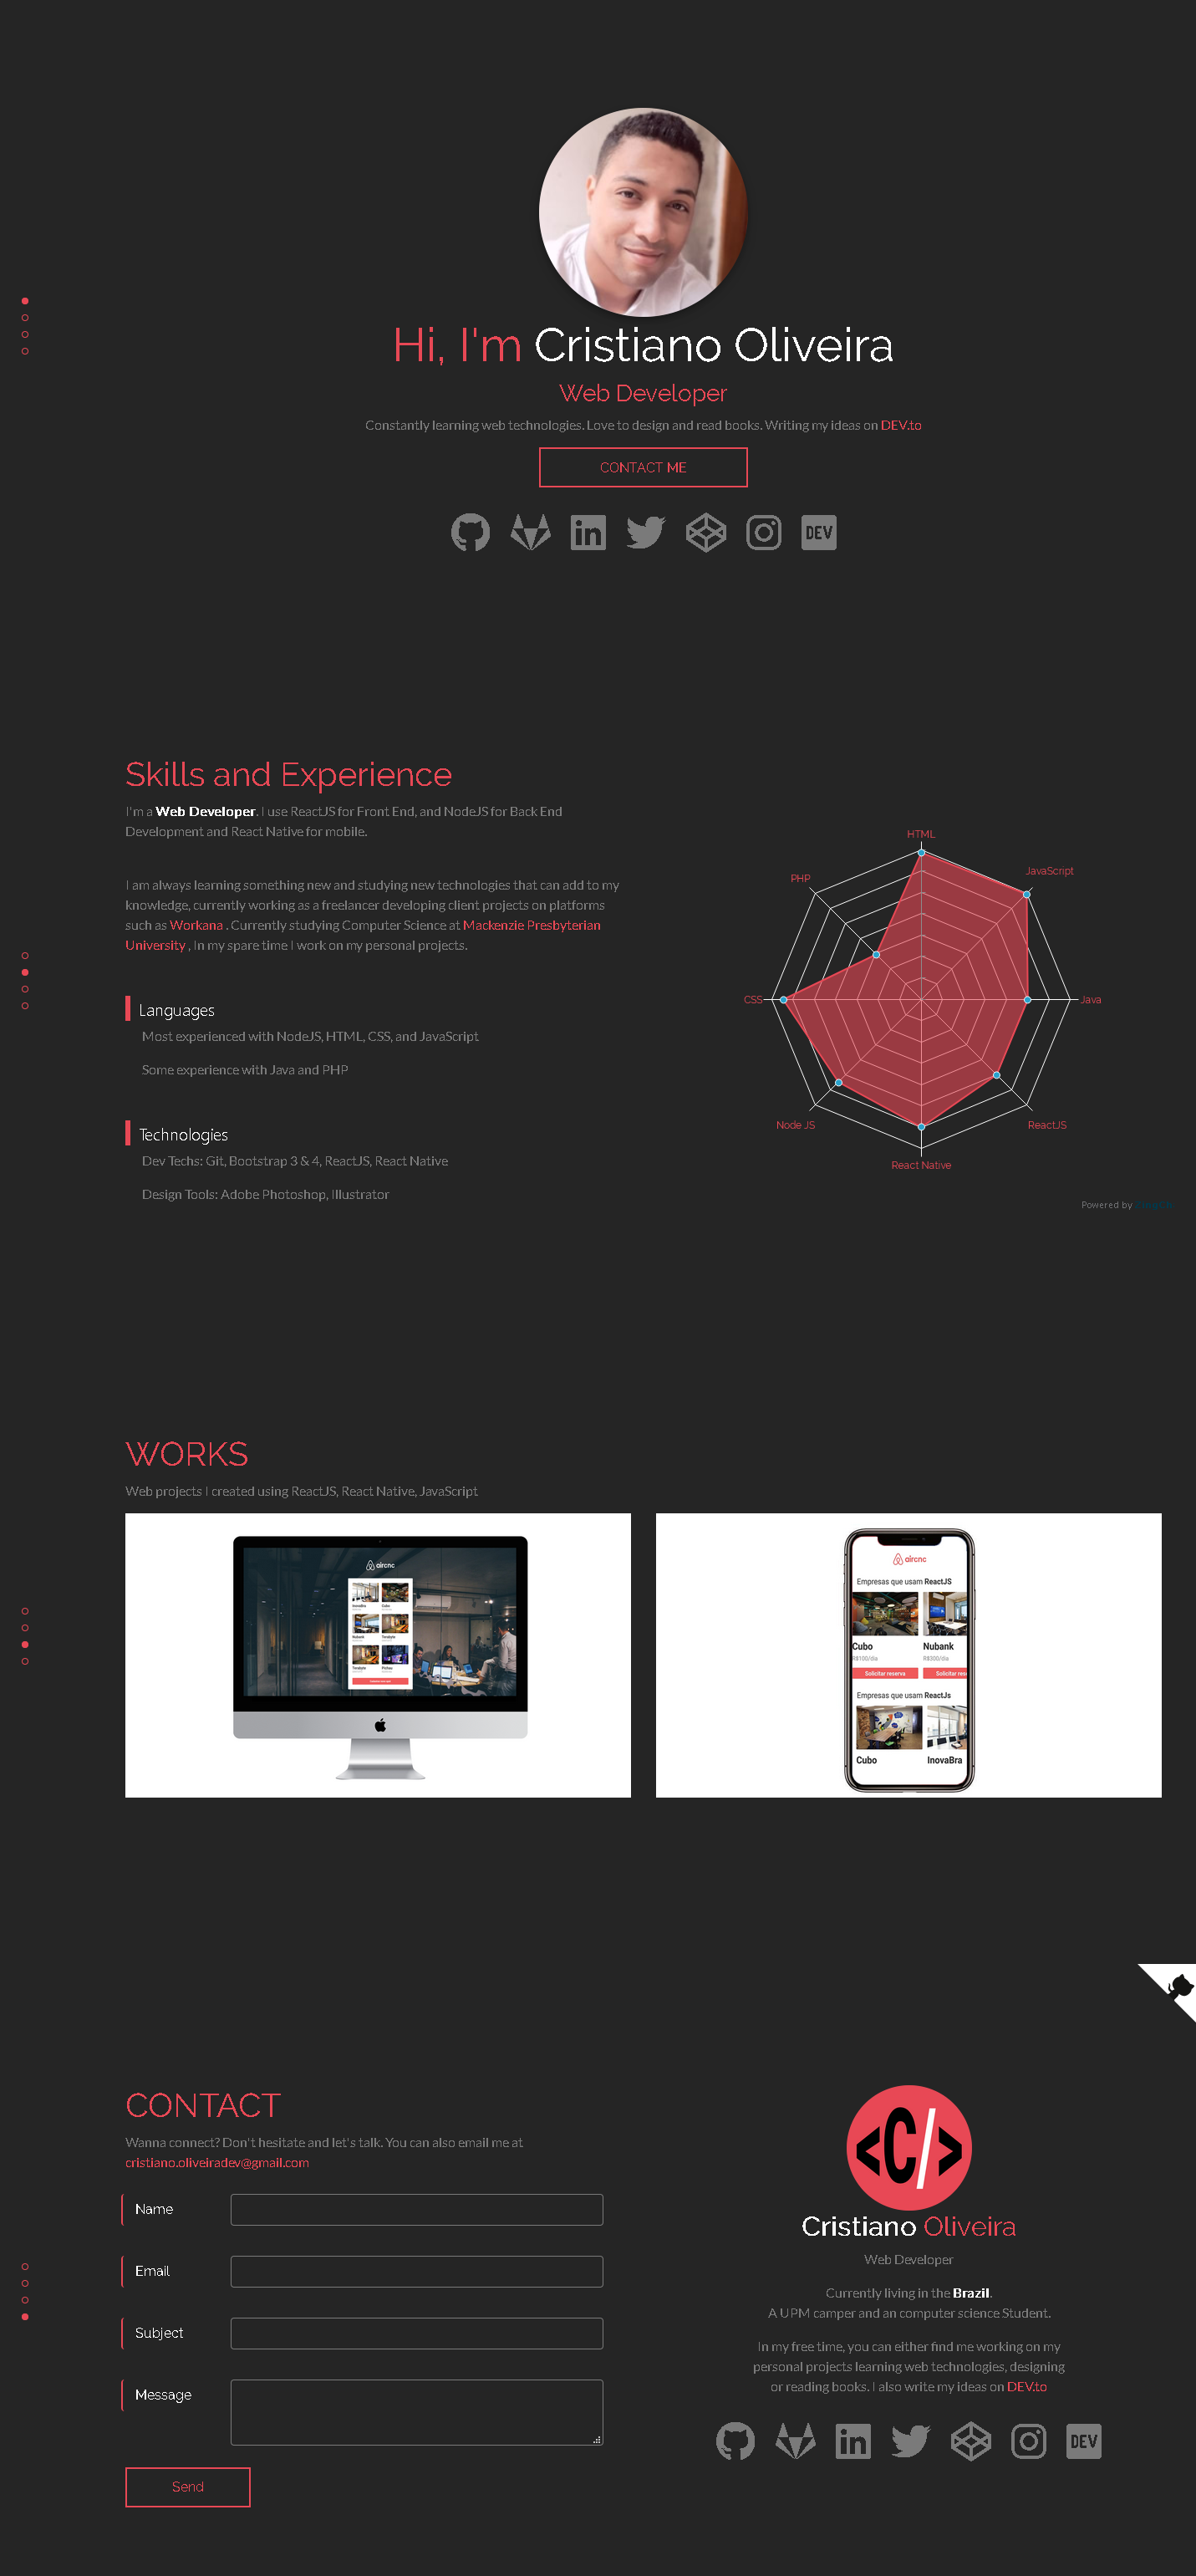 Hi, I'm Cristiano Oliveira
Web Developer
Constantly learning web technologies. Love to design and read books. Writing my ideas on DEV.to
CONTACT ME
DEV
Skills and Experience
I'm a Web Developer. I use ReactJS for Front End, and NodeJS for Back End
Development and React Native for mobile.
I am always learning something new and studying new technologies that can add to my
knowledge, currently working as a freelancer developing client projects on platforms
such as Workana . Currently studying Computer Science at Mackenzie Presbyterian
University , In my spare time I work on my personal projects.
Languages
Most experienced with NodeJS, HTML, CSS, and JavaScript
Some experience with Java and PHP
Technologies
Dev Techs: Git, Bootstrap 3 & 4, ReactJS, React Native
Design Tools: Adobe Photoshop, Illustrator
HTML
JavaScript
PHP
CSS
Java
Node JS
ReactJS
React Native
Powered by
WORKS
Web projects I created using ReactJS, React Native, JavaScript
aircnc
InovaBra Cubo
Nubank
aircnc
Empresas que usam ReactJS
Cubo Nubank
R$100/dia R$300/dia
Solicitar reserva Solicitar res
Empresas que usam ReactJs
Cubo InovaBra
CONTACT
Wanna connect? Don't hesitate and let's talk. You can also email me at
cristiano.oliveiradev@gmail.com
Name
Email
Subject
Message
Send
<C/>
Cristiano Oliveira
Web Developer
Currently living in the Brazil.
A UPM camper and an computer science Student.
In my free time, you can either find me working on my
personal projects learning web technologies, designing
or reading books. I also write my ideas on DEV.to
DEV